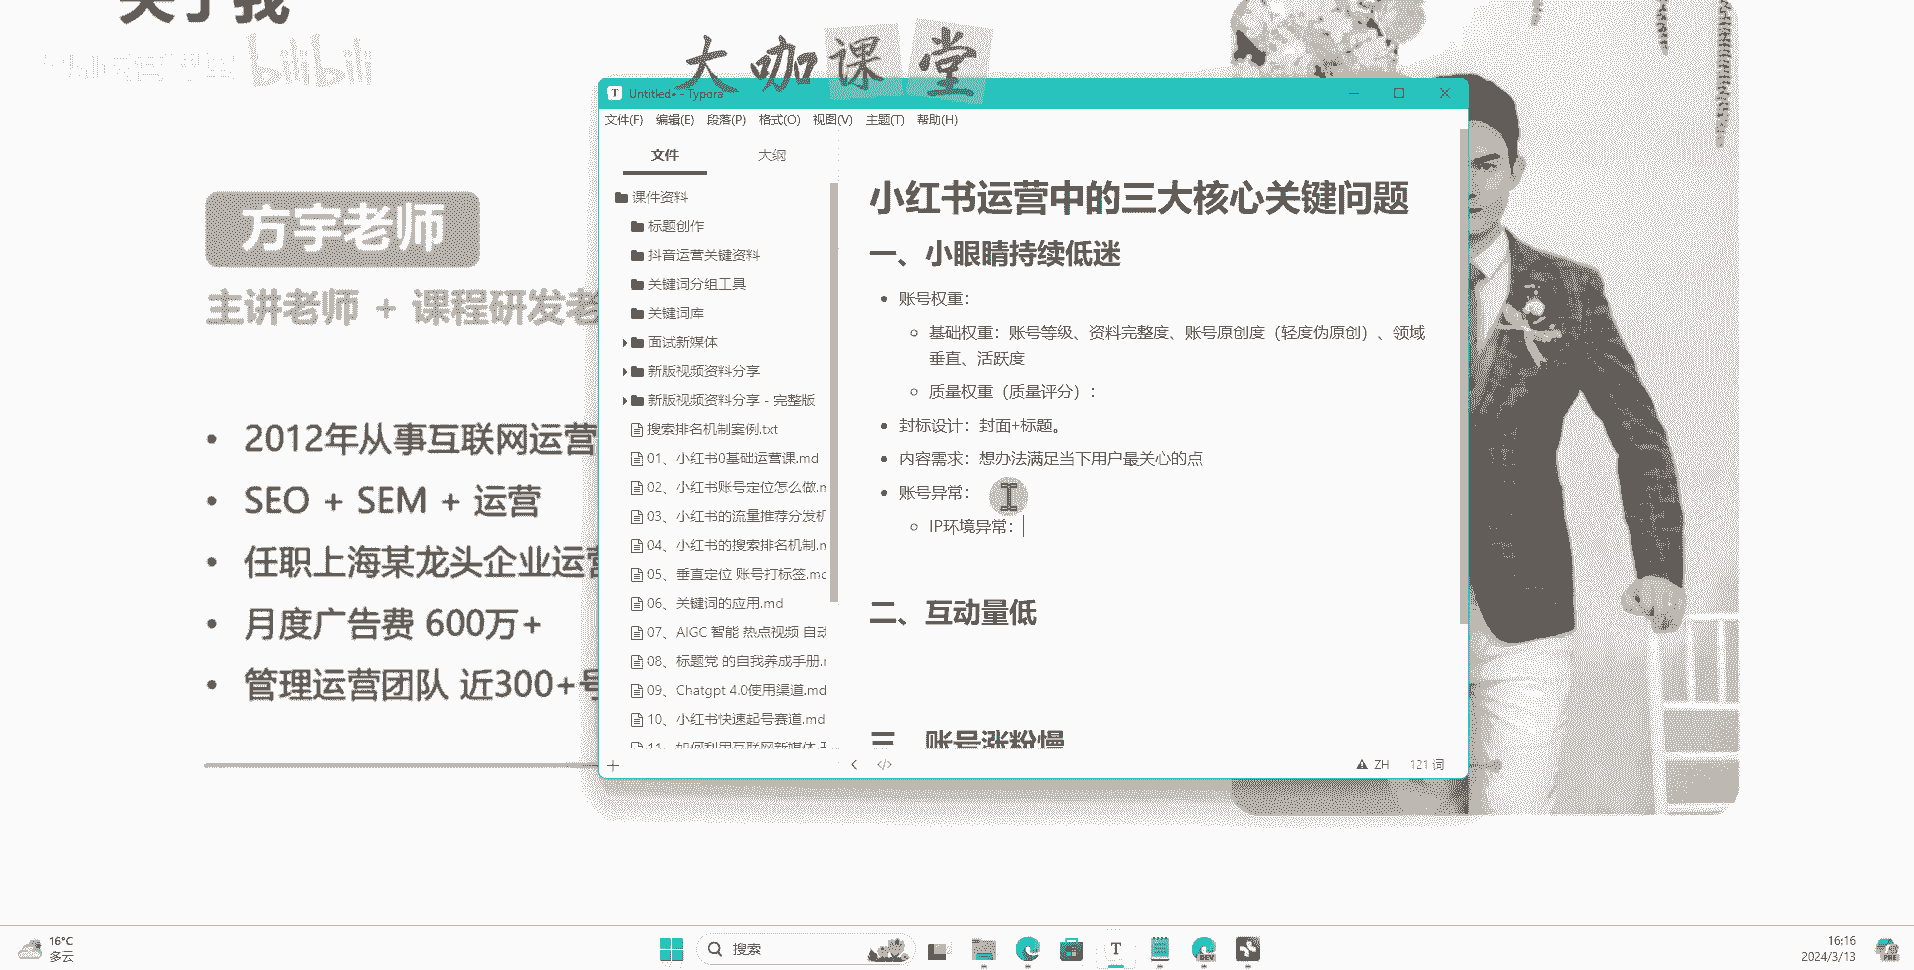 关于我
bilibili
大咖课堂
方宇老师
主讲老师 + 课程研发老
• 2012年从事互联网运营
• SEO + SEM + 运营
• 任职上海某龙头企业运营
• 月度广告费 600万+
• 管理运营团队 近300+号
Untitled• - Typora
文件(F) 编辑(E) 段落(P) 格式(O) 视图(V) 主题(T) 帮助(H)
文件 大纲
课件资料
标题创作
抖音运营关键资料
关键词分组工具
关键词库
面试新媒体
新版视频资料分享
新版视频资料分享 - 完整版
搜索排名机制案例.txt
01、小红书0基础运营课.md
02、小红书账号定位怎么做.m
03、小红书的流量推荐分发机
04、小红书的搜索排名机制.m
05、垂直定位 账号打标签.md
06、关键词的应用.md
07、AIGC 智能 热点视频 自动
08、标题党 的自我养成手册.m
09、Chatgpt 4.0使用渠道.md
10、小红书快速起号赛道.md
11、如何利用互联网新媒体
小红书运营中的三大核心关键问题
一、小眼睛持续低迷
• 账号权重：
基础权重：账号等级、资料完整度、账号原创度（轻度伪原创）、领域
垂直、活跃度
质量权重（质量评分）：
• 封标设计：封面+标题。
• 内容需求：想办法满足当下用户最关心的点
• 账号异常：
IP环境异常：
二、互动量低
三、账号涨粉慢
ZH 121 词
16°C
多云
搜索
16:16
2024/3/13